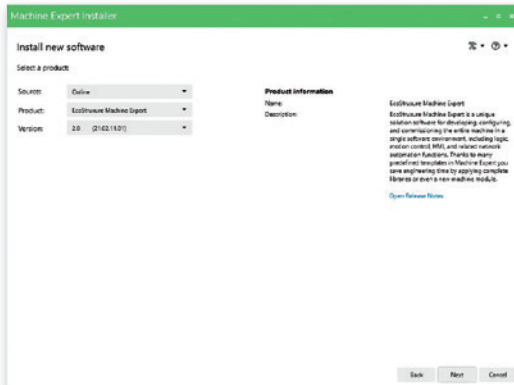 Machine Expert Installer
Install new software
Select a product:
Source: Online
Product: EcoStruxure Machine Expert
Version: 2.0 (21.02.11.01)
Product information
Name: EcoStruxure Machine Expert
Description: EcoStruxure Machine Expert is a unique
solution software for developing, configuring,
and commissioning the entire machine in a
single software environment, including logic,
motion control, HMI, and related network
automation functions. Thanks to many
predefined templates in Machine Expert you
save engineering time by applying complete
libraries or even a new machine module.
Open Release Notes
Back Next Cancel